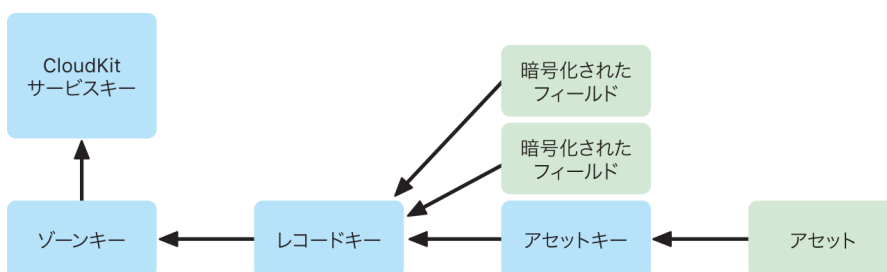 CloudKit
サービスキー
暗号化された
フィールド
暗号化された
フィールド
ゾーンキー
レコードキー
アセットキー
アセット